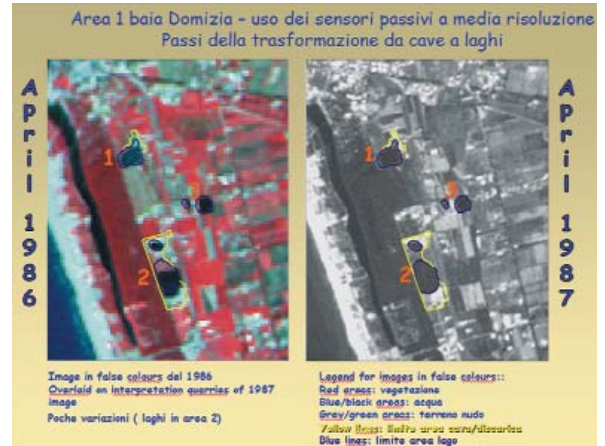 Area 1 baia Domizia - uso dei sensori passivi a media risoluzione
Passi della trasformazione da cave a laghi
April 1986
1
3
2
April 1987
1
3
2
Image in false colours del 1986
Overlaid on interpretation quarries of 1987
image
Poche variazioni ( laghi in area 2)
Legend for images in false colours::
Red areas: vegetazione
Blue/black areas: acqua
Grey/green areas: terreno nudo
Yellow lines: limite area cava/discarica
Blue lines: limite area lago